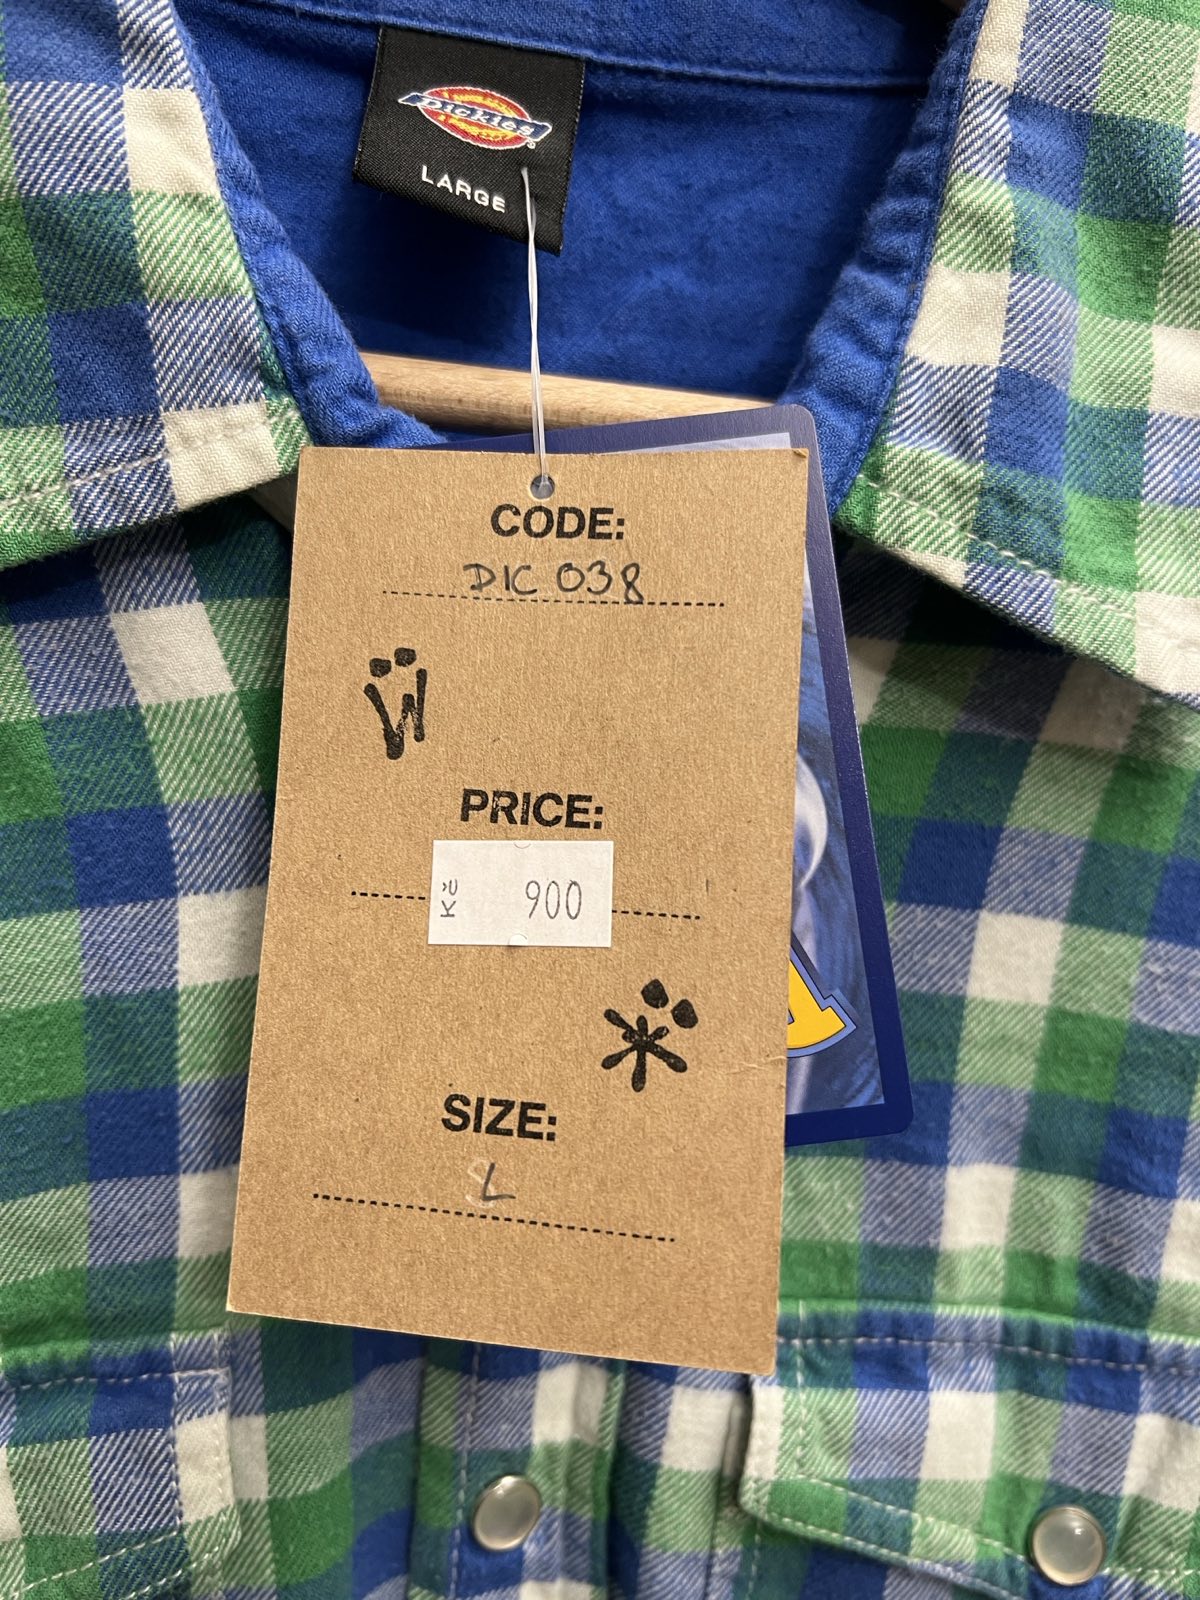 Dickies
LARGE
CODE:
DIC 038
PRICE:
Kč 900
SIZE:
L